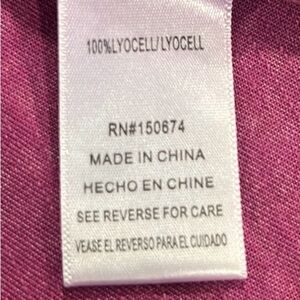 100%LYOCELL/LYOCELL
RN#150674
MADE IN CHINA
HECHO EN CHINE
SEE REVERSE FOR CARE
VEASE EL REVERSO PARA EL CUIDADO